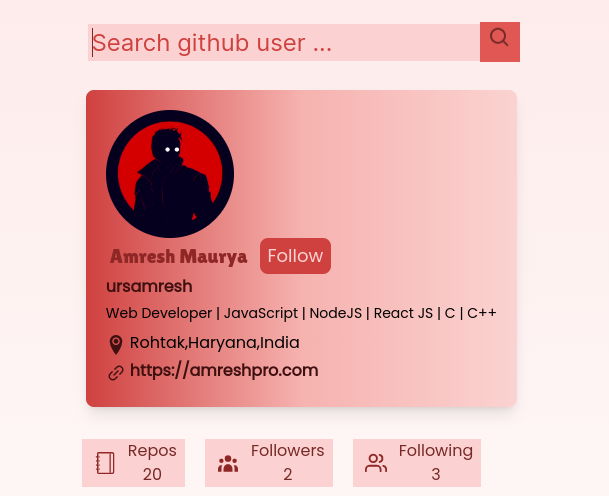 Search github user ...
Amresh Maurya Follow
ursamresh
Web Developer | JavaScript | NodeJS | React JS | C | C++
Rohtak,Haryana,India
https://amreshpro.com
Repos Followers Following
20 2 3